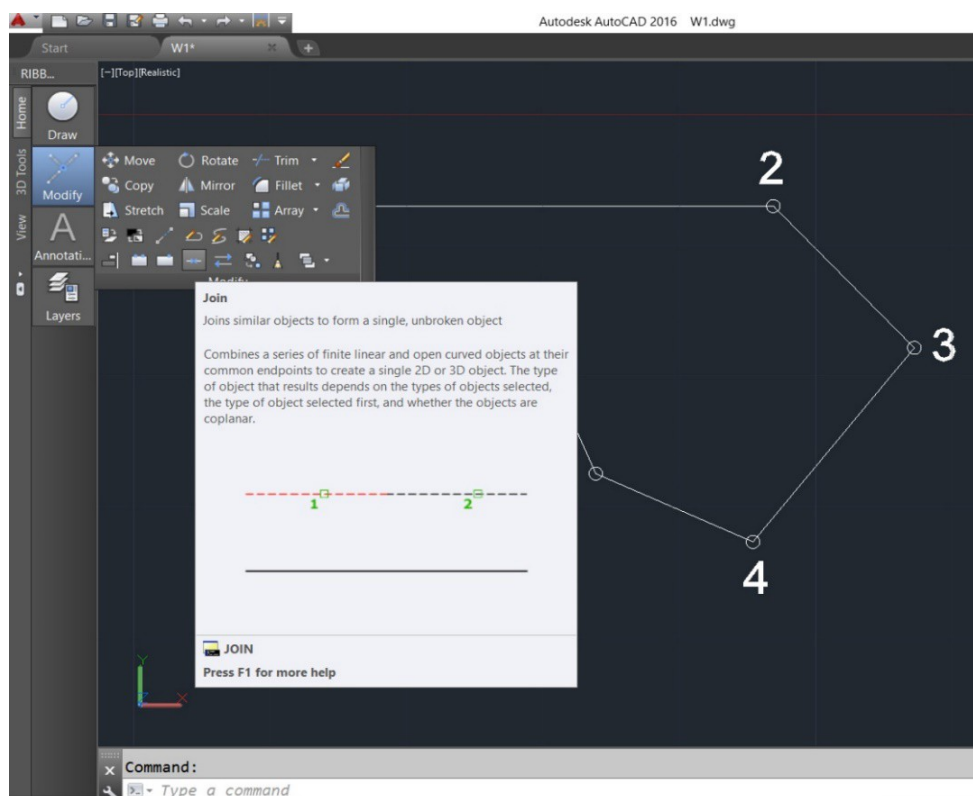 Autodesk AutoCAD 2016 W1.dwg
Start W1*
RIBB...
[−][Top][Realistic]
Home
Draw
3D Tools
Modify
View
Annotati...
Layers
Move Rotate Trim
Copy Mirror Fillet
Stretch Scale Array
Modify
2
3
4
Join
Joins similar objects to form a single, unbroken object
Combines a series of finite linear and open curved objects at their
common endpoints to create a single 2D or 3D object. The type
of object that results depends on the types of objects selected,
the type of object selected first, and whether the objects are
coplanar.
1 2
JOIN
Press F1 for more help
Y
X
Command:
Type a command